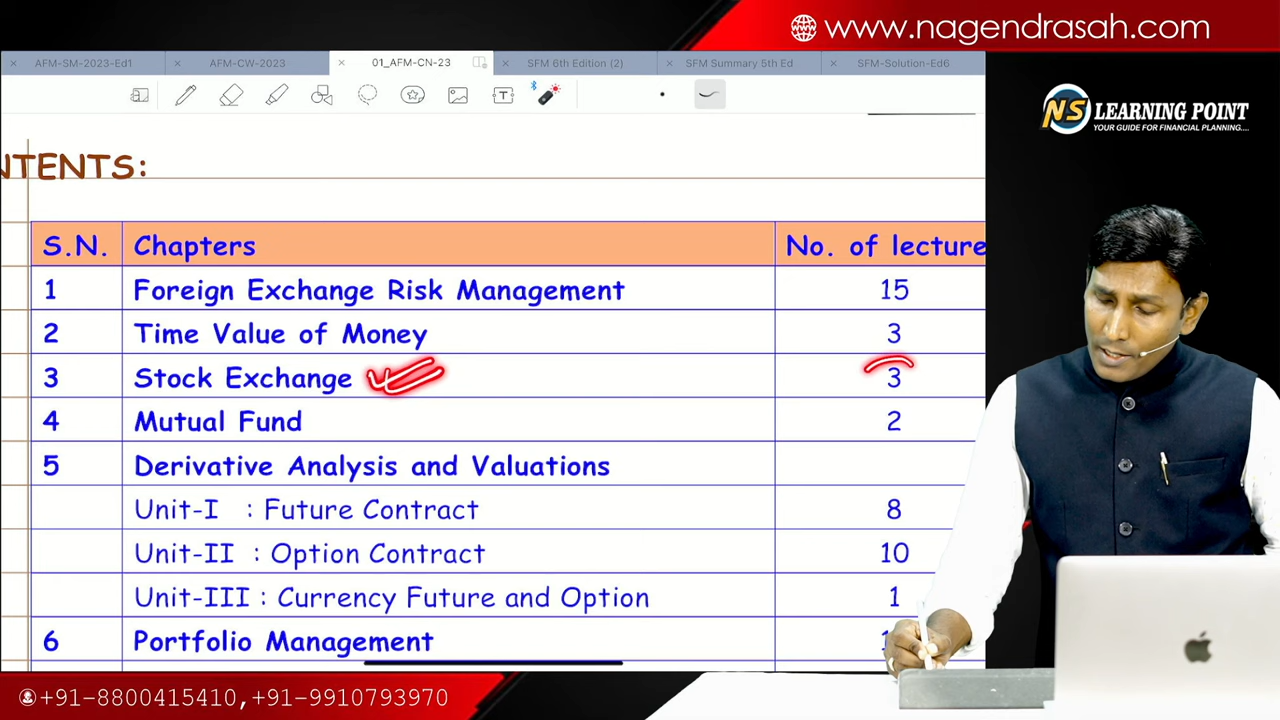 www.nagendrasah.com
AFM-SM-2023-Ed1
AFM-CW-2023
01_AFM-CN-23
SFM 6th Edition (2)
SFM Summary 5th Ed
SFM-Solution-Ed6
NS LEARNING POINT
YOUR GUIDE FOR FINANCIAL PLANNING....
NTENTS:
S.N. Chapters No. of lecture
1 Foreign Exchange Risk Management 15
2 Time Value of Money 3
3 Stock Exchange 3
4 Mutual Fund 2
5 Derivative Analysis and Valuations
Unit-I : Future Contract 8
Unit-II : Option Contract 10
Unit-III : Currency Future and Option 1
6 Portfolio Management
+91-8800415410,+91-9910793970